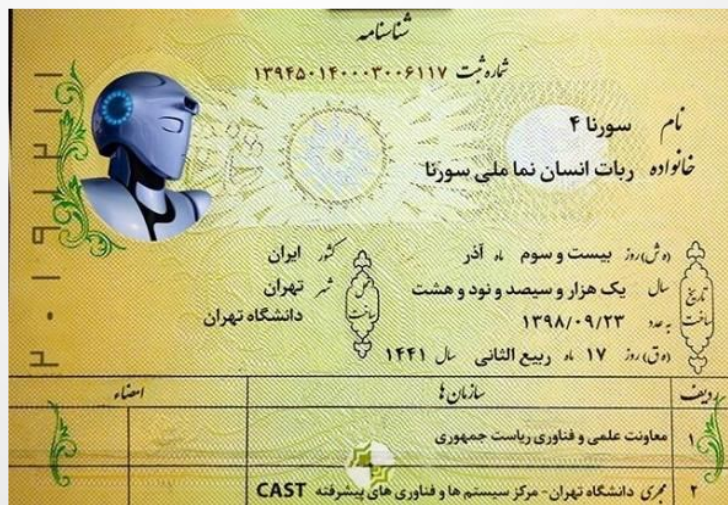 شناسنامه
شماره ثبت ۱۳۹۴۵۰۱۴۰۰۰۳۰۰۶۱۱۷
نام سورنا ۴
خانواده ربات انسان نما ملی سورنا
تاریخ ساخت
(ه ش) روز بیست و سوم ماه آذر
سال یک هزار و سیصد و نود و هشت
به عدد ۱۳۹۸/۰۹/۲۳
(ه ق) روز ۱۷ ماه ربیع الثانی سال ۱۴۴۱
محل ساخت
کشور ایران
شهر تهران
دانشگاه تهران
ردیف سازمان ها امضاء
۱ معاونت علمی و فناوری ریاست جمهوری
۲ مجری دانشگاه تهران- مرکز سیستم ها و فناوری های پیشرفته CAST
۲۰۱۹۱۲۱۱